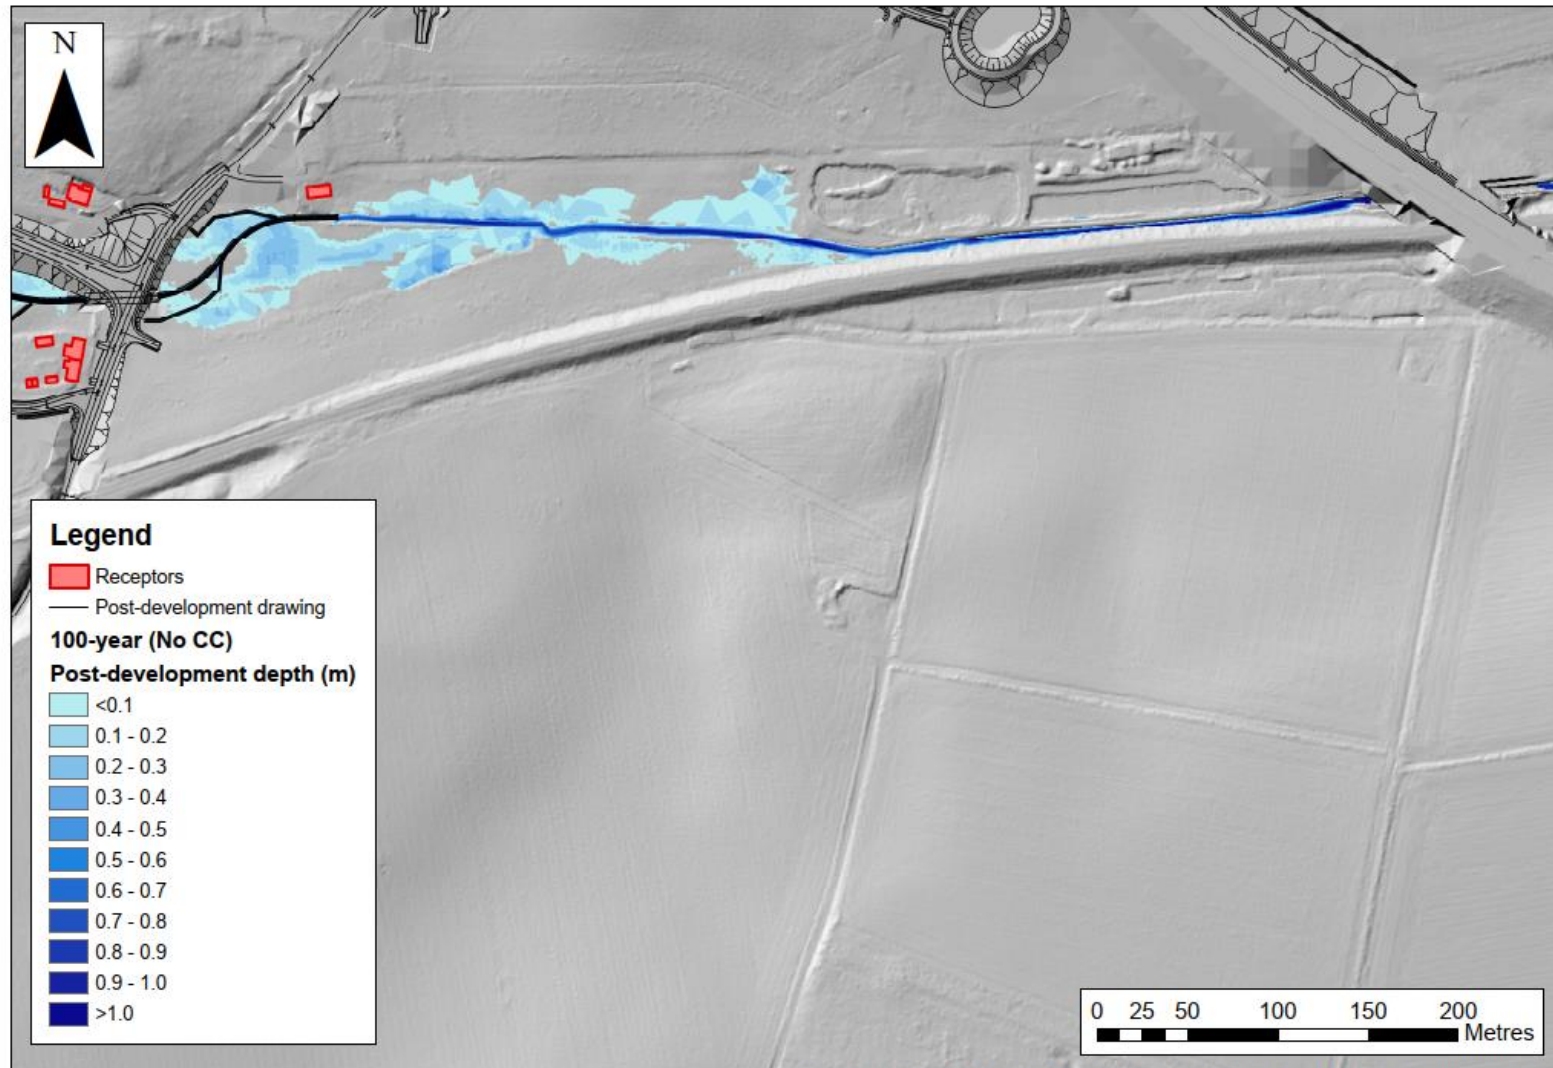 N
Legend
Receptors
Post-development drawing
100-year (No CC)
Post-development depth (m)
<0.1
0.1 - 0.2
0.2 - 0.3
0.3 - 0.4
0.4 - 0.5
0.5 - 0.6
0.6 - 0.7
0.7 - 0.8
0.8 - 0.9
0.9 - 1.0
>1.0
0 25 50 100 150 200
Metres